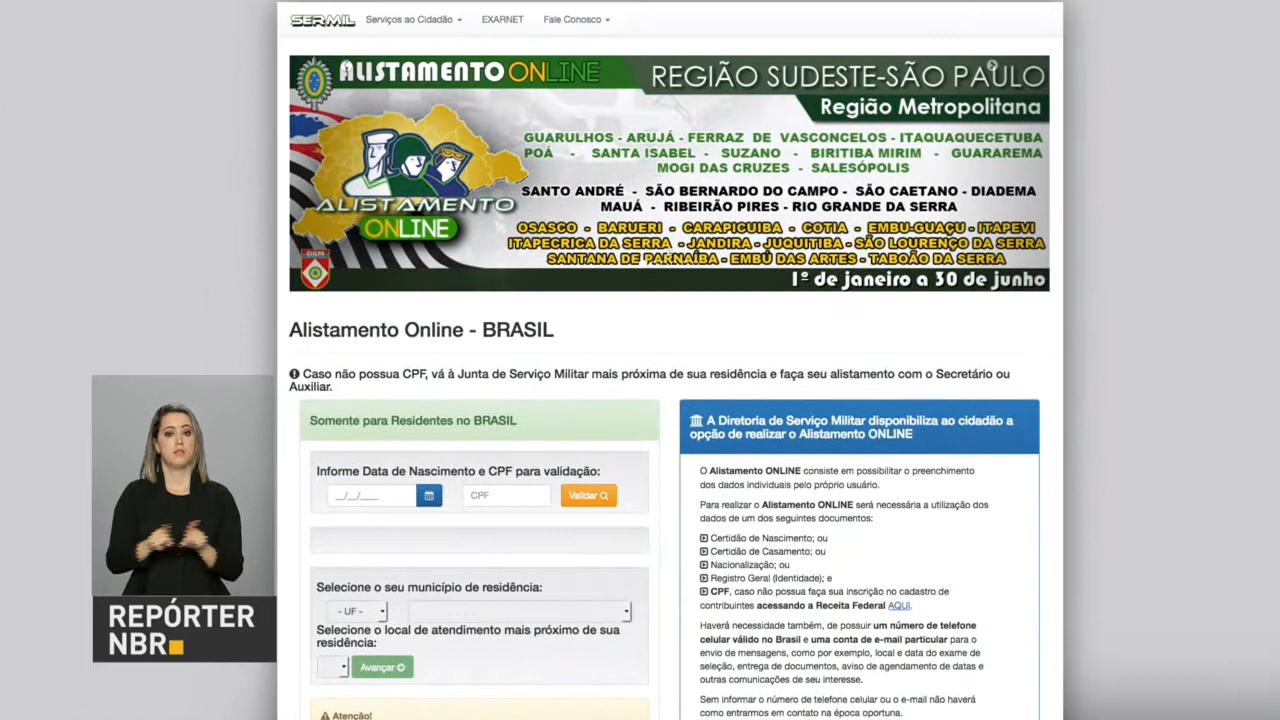 SERMIL Serviços ao Cidadão EXARNET Fale Conosco
ALISTAMENTO ONLINE
REGIÃO SUDESTE-SÃO PAULO
Região Metropolitana
GUARULHOS - ARUJÁ - FERRAZ DE VASCONCELOS - ITAQUAQUECETUBA
POÁ - SANTA ISABEL - SUZANO - BIRITIBA MIRIM - GUARAREMA
MOGI DAS CRUZES - SALESÓPOLIS
SANTO ANDRÉ - SÃO BERNARDO DO CAMPO - SÃO CAETANO - DIADEMA
MAUÁ - RIBEIRÃO PIRES - RIO GRANDE DA SERRA
OSASCO - BARUERI - CARAPICUIBA - COTIA - EMBU-GUAÇU - ITAPEVI
ITAPECRICA DA SERRA - JANDIRA - JUQUITIBA - SÃO LOURENÇO DA SERRA
SANTANA DE PARNAÍBA - EMBÚ DAS ARTES - TABOÃO DA SERRA
1º de janeiro a 30 de junho
ALISTAMENTO
ONLINE
DSM
Alistamento Online - BRASIL
Caso não possua CPF, vá à Junta de Serviço Militar mais próxima de sua residência e faça seu alistamento com o Secretário ou
Auxiliar.
Somente para Residentes no BRASIL
Informe Data de Nascimento e CPF para validação:
__/__/____ CPF Validar
Selecione o seu município de residência:
- UF -
Selecione o local de atendimento mais próximo de sua
residência:
Avançar
Atenção!
A Diretoria de Serviço Militar disponibiliza ao cidadão a
opção de realizar o Alistamento ONLINE
O Alistamento ONLINE consiste em possibilitar o preenchimento
dos dados individuais pelo próprio usuário.
Para realizar o Alistamento ONLINE será necessária a utilização dos
dados de um dos seguintes documentos:
Certidão de Nascimento; ou
Certidão de Casamento; ou
Nacionalização; ou
Registro Geral (Identidade); e
CPF, caso não possua faça sua inscrição no cadastro de
contribuintes acessando a Receita Federal AQUI.
Haverá necessidade também, de possuir um número de telefone
celular válido no Brasil e uma conta de e-mail particular para o
envio de mensagens, como por exemplo, local e data do exame de
seleção, entrega de documentos, aviso de agendamento de datas e
outras comunicações de seu interesse.
Sem informar o número de telefone celular ou o e-mail não haverá
como entrarmos em contato na época oportuna.
REPÓRTER
NBR